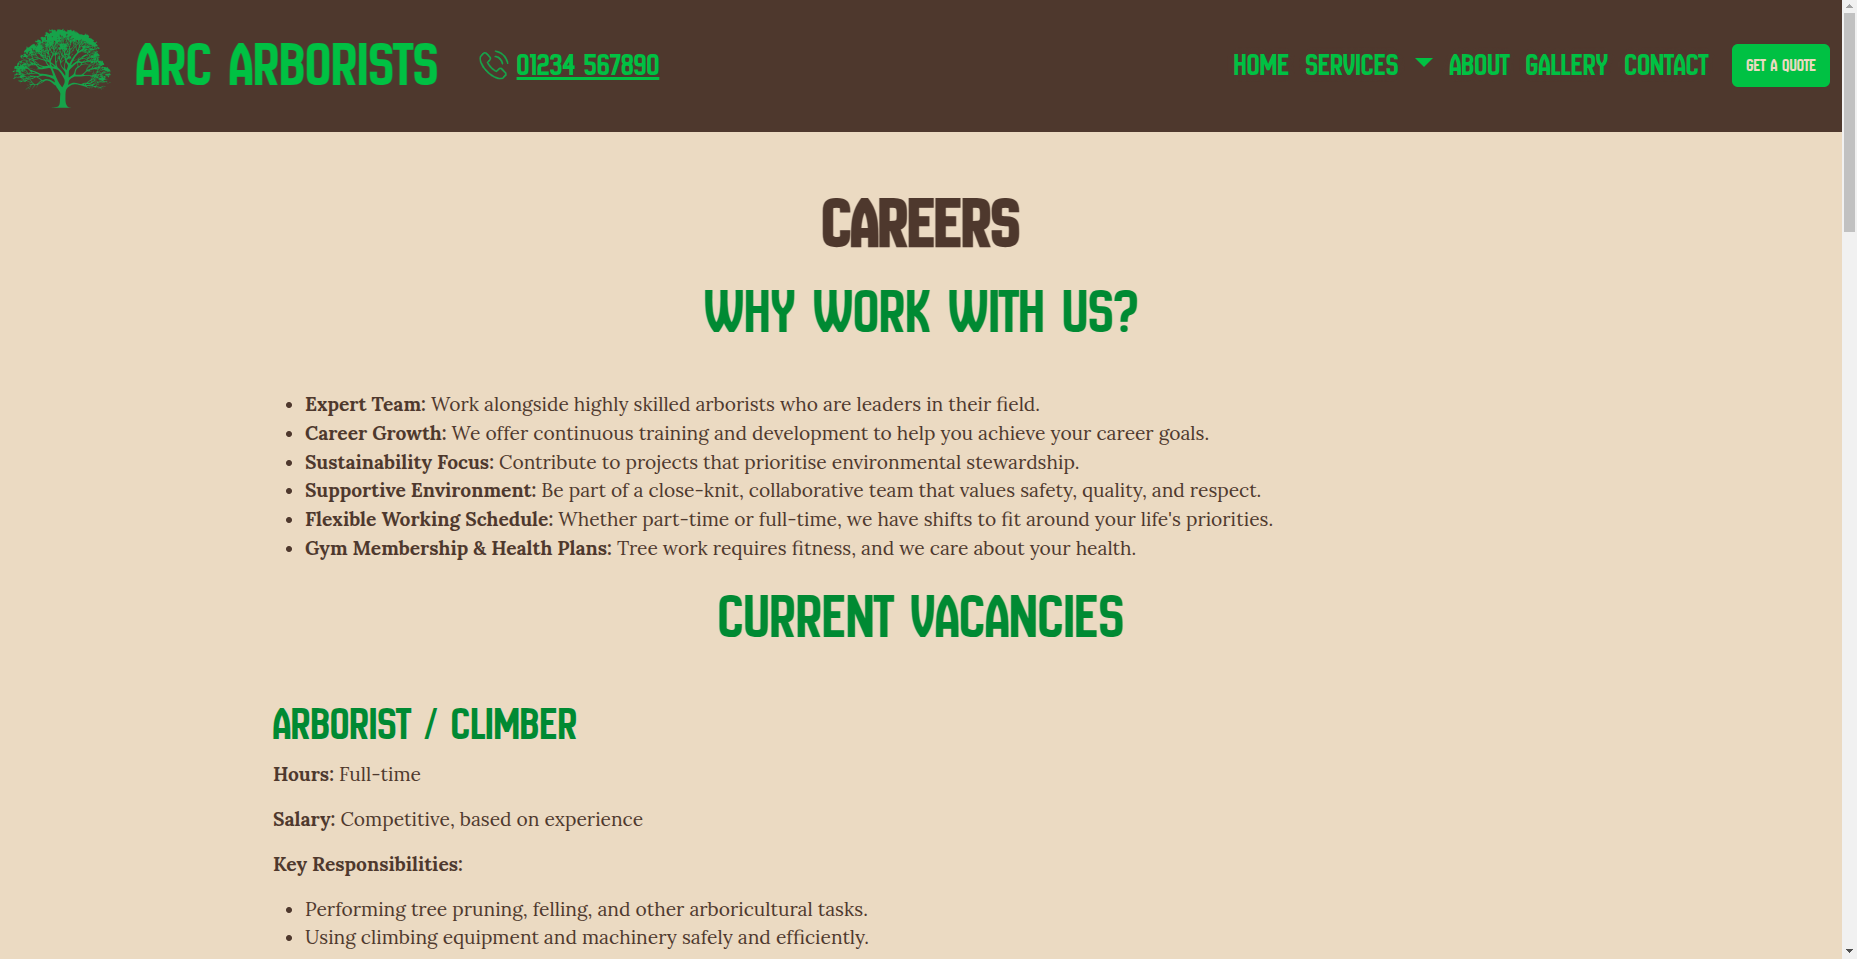 ARC ARBORISTS
01234 567890
HOME SERVICES ABOUT GALLERY CONTACT GET A QUOTE
CAREERS
WHY WORK WITH US?
• Expert Team: Work alongside highly skilled arborists who are leaders in their field.
• Career Growth: We offer continuous training and development to help you achieve your career goals.
• Sustainability Focus: Contribute to projects that prioritise environmental stewardship.
• Supportive Environment: Be part of a close-knit, collaborative team that values safety, quality, and respect.
• Flexible Working Schedule: Whether part-time or full-time, we have shifts to fit around your life's priorities.
• Gym Membership & Health Plans: Tree work requires fitness, and we care about your health.
CURRENT VACANCIES
ARBORIST / CLIMBER
Hours: Full-time
Salary: Competitive, based on experience
Key Responsibilities:
• Performing tree pruning, felling, and other arboricultural tasks.
• Using climbing equipment and machinery safely and efficiently.